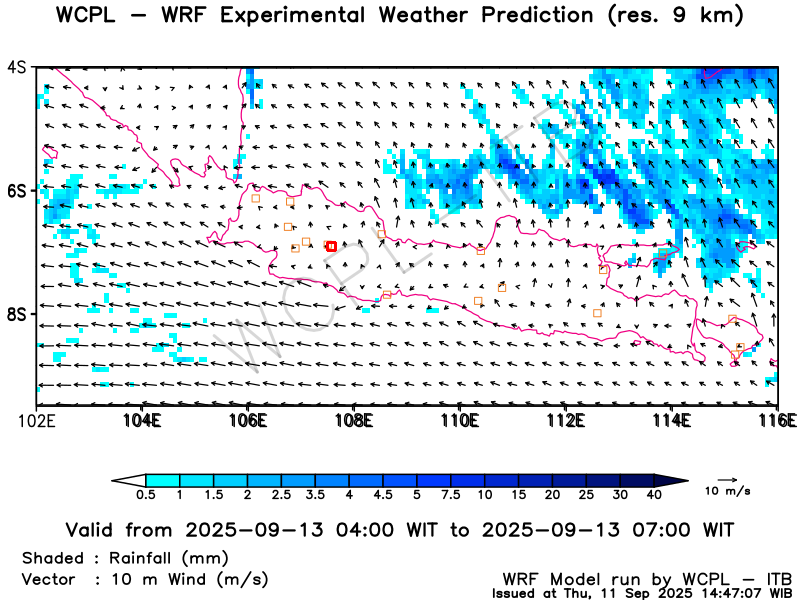 WCPL – WRF Experimental Weather Prediction (res. 9 km)
4S
6S
8S
102E 104E 106E 108E 110E 112E 114E 116E
WCPL-ITB
0.5 1 1.5 2 2.5 3.5 4 4.5 5 7.5 10 15 20 25 30 40
10 m/s
Valid from 2025-09-13 04:00 WIT to 2025-09-13 07:00 WIT
Shaded : Rainfall (mm)
Vector : 10 m Wind (m/s)
WRF Model run by WCPL – ITB
Issued at Thu, 11 Sep 2025 14:47:07 WIB